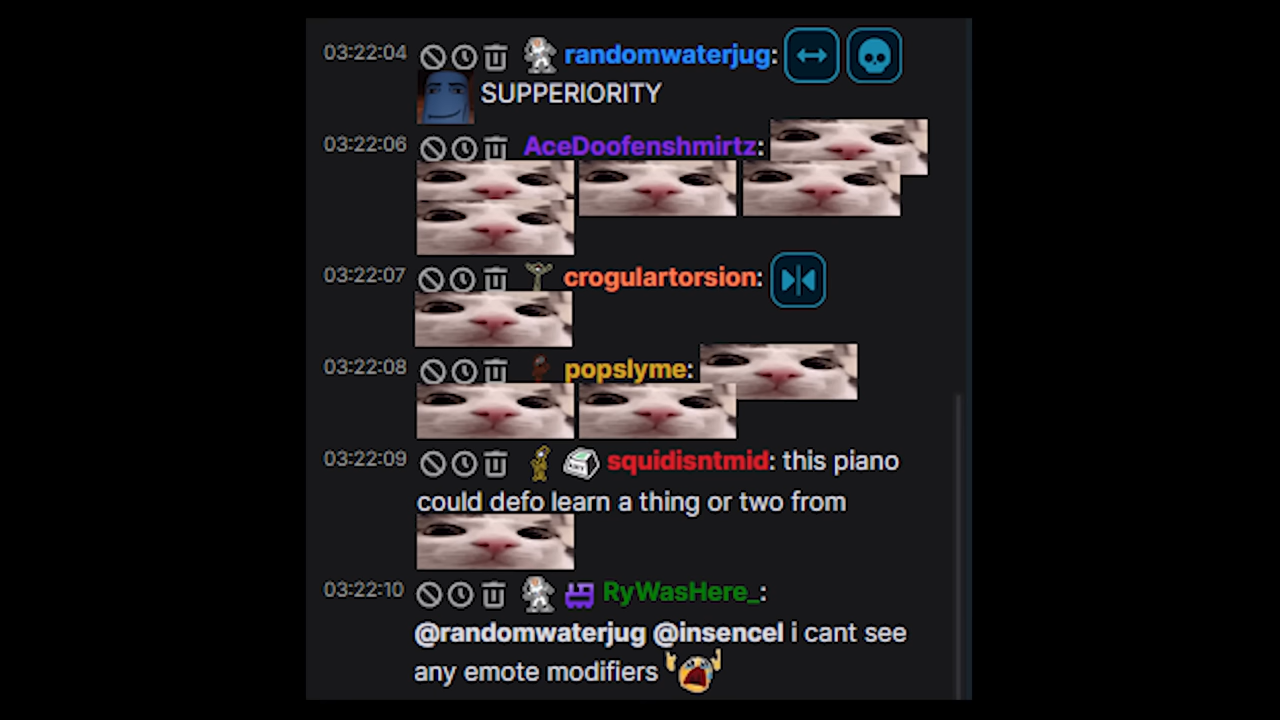 03:22:04 randomwaterjug:
SUPPERIORITY
03:22:06 AceDoofenshmirtz:
03:22:07 crogulartorsion:
03:22:08 popslyme:
03:22:09 squidisntmid: this piano
could defo learn a thing or two from
03:22:10 RyWasHere_:
@randomwaterjug @insencel i cant see
any emote modifiers